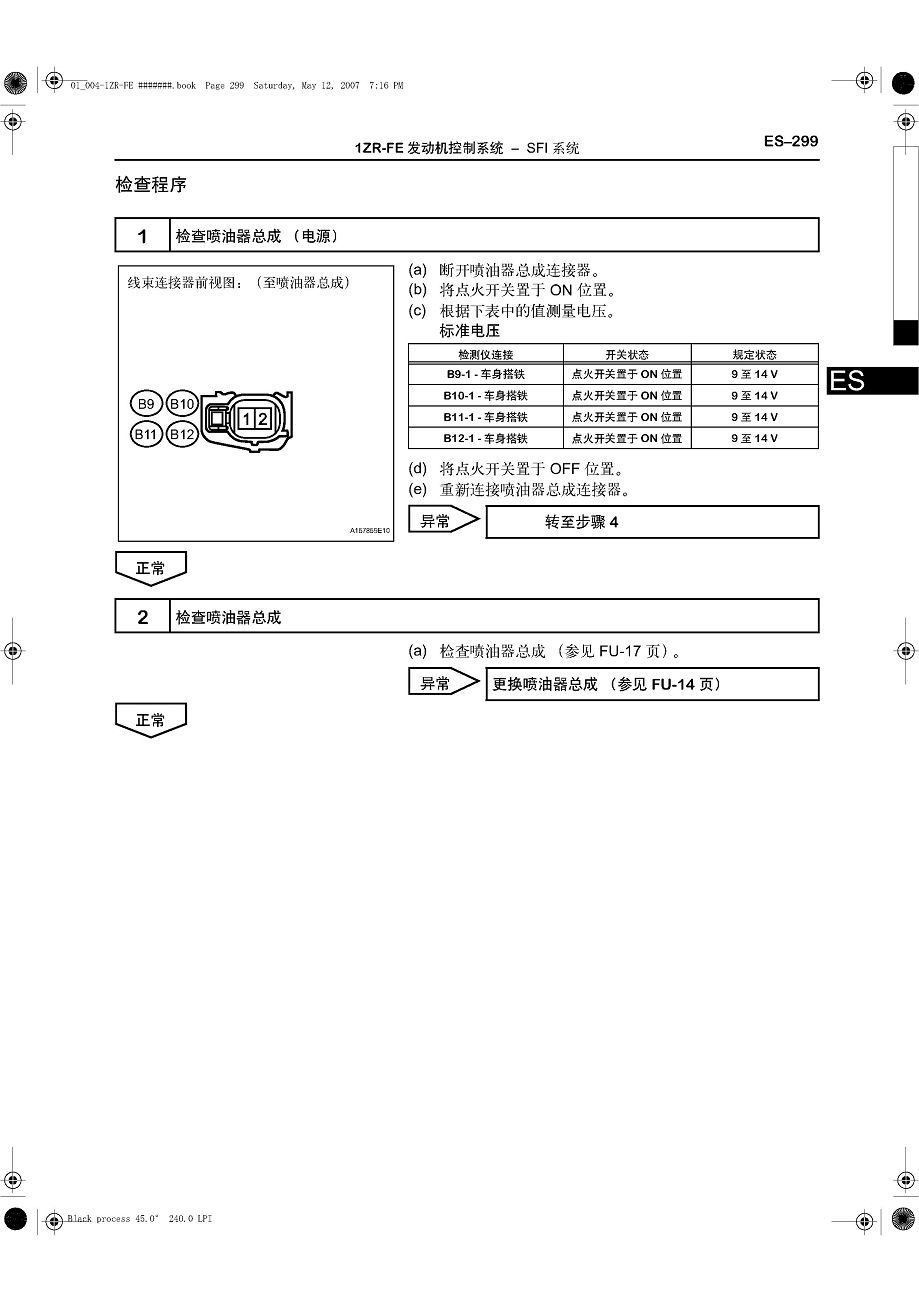 01_004-1ZR-FE #######.book Page 299 Saturday, May 12, 2007 7:16 PM
1ZR-FE 发动机控制系统 – SFI 系统
ES–299
检查程序
1 检查喷油器总成 (电源)
线束连接器前视图: (至喷油器总成)
B9 B10
B11 B12
1 2
A157859E10
(a) 断开喷油器总成连接器。
(b) 将点火开关置于 ON 位置。
(c) 根据下表中的值测量电压。
标准电压
检测仪连接 开关状态 规定状态
B9-1 - 车身搭铁 点火开关置于 ON 位置 9 至 14 V
B10-1 - 车身搭铁 点火开关置于 ON 位置 9 至 14 V
B11-1 - 车身搭铁 点火开关置于 ON 位置 9 至 14 V
B12-1 - 车身搭铁 点火开关置于 ON 位置 9 至 14 V
ES
(d) 将点火开关置于 OFF 位置。
(e) 重新连接喷油器总成连接器。
异常 转至步骤 4
正常
2 检查喷油器总成
(a) 检查喷油器总成 (参见 FU-17 页)。
异常 更换喷油器总成 (参见 FU-14 页)
正常
Black process 45.0° 240.0 LPI